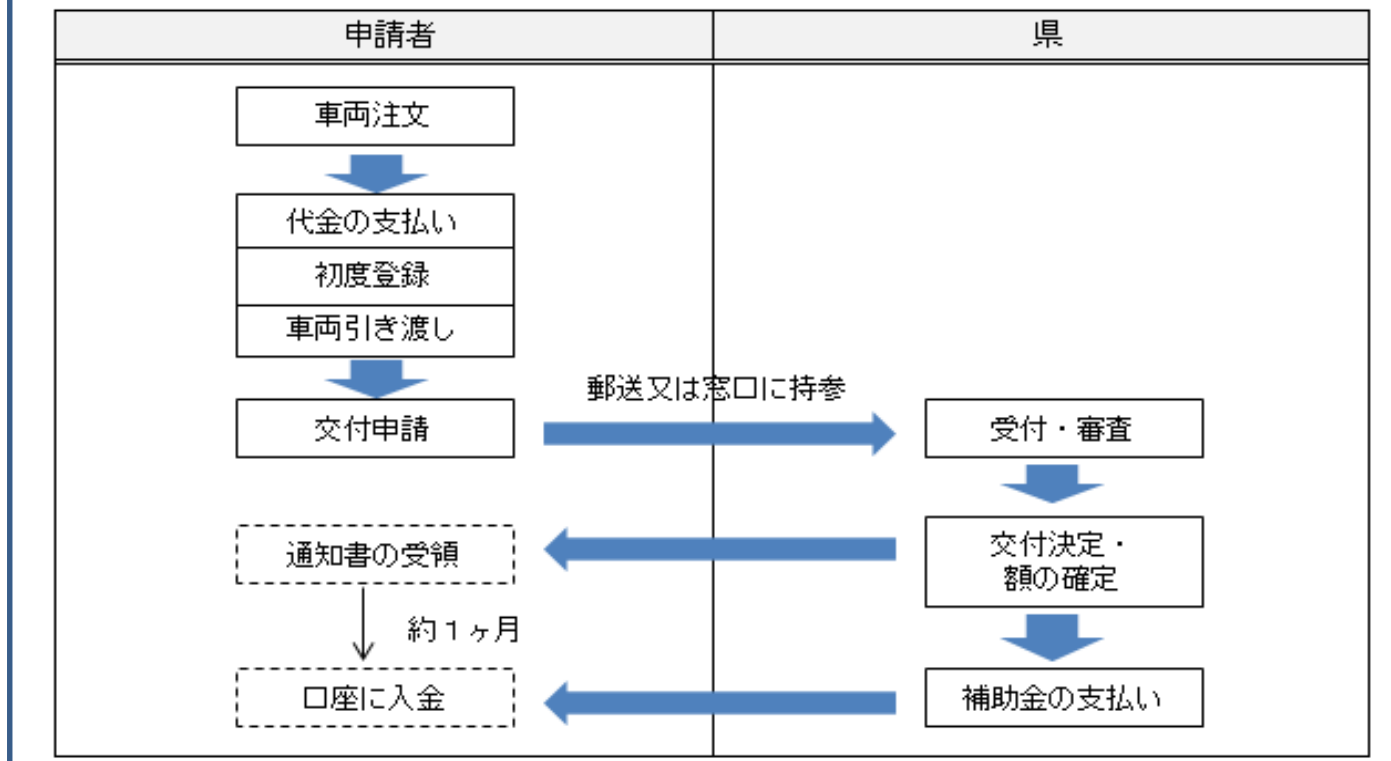 申請者
県
車両注文
代金の支払い
初度登録
車両引き渡し
郵送又は窓口に持参
交付申請
受付・審査
通知書の受領
交付決定・
額の確定
約１ヶ月
口座に入金
補助金の支払い